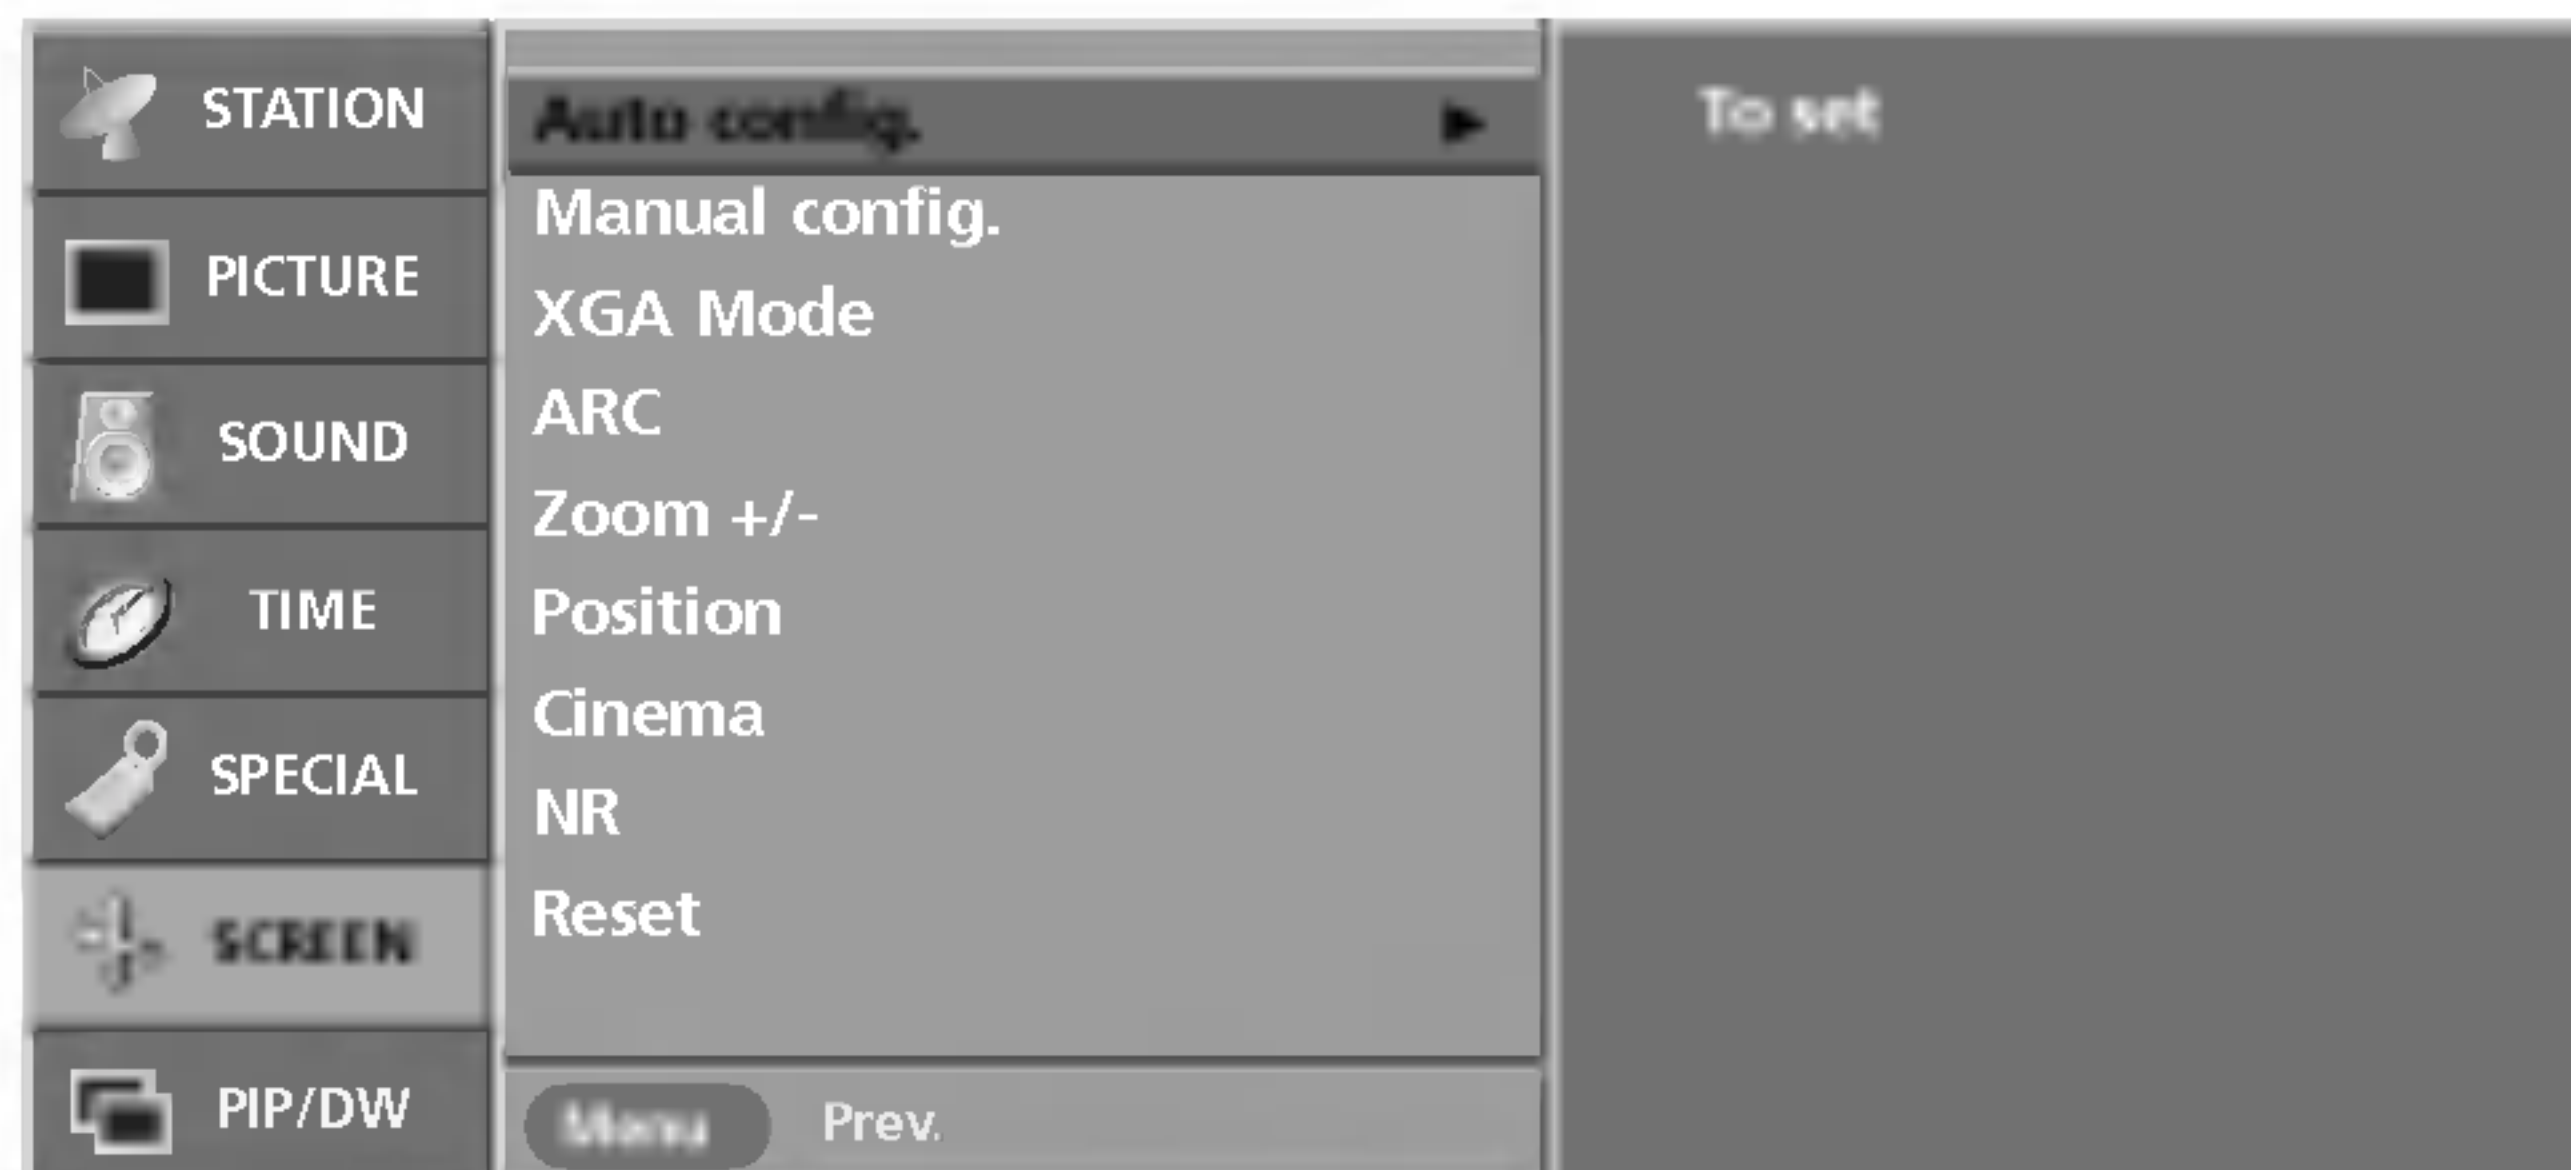 STATION
PICTURE
SOUND
TIME
SPECIAL
SCREEN
PIP/DW
Auto config.
Manual config.
XGA Mode
ARC
Zoom +/-
Position
Cinema
NR
Reset
Menu Prev.
To set